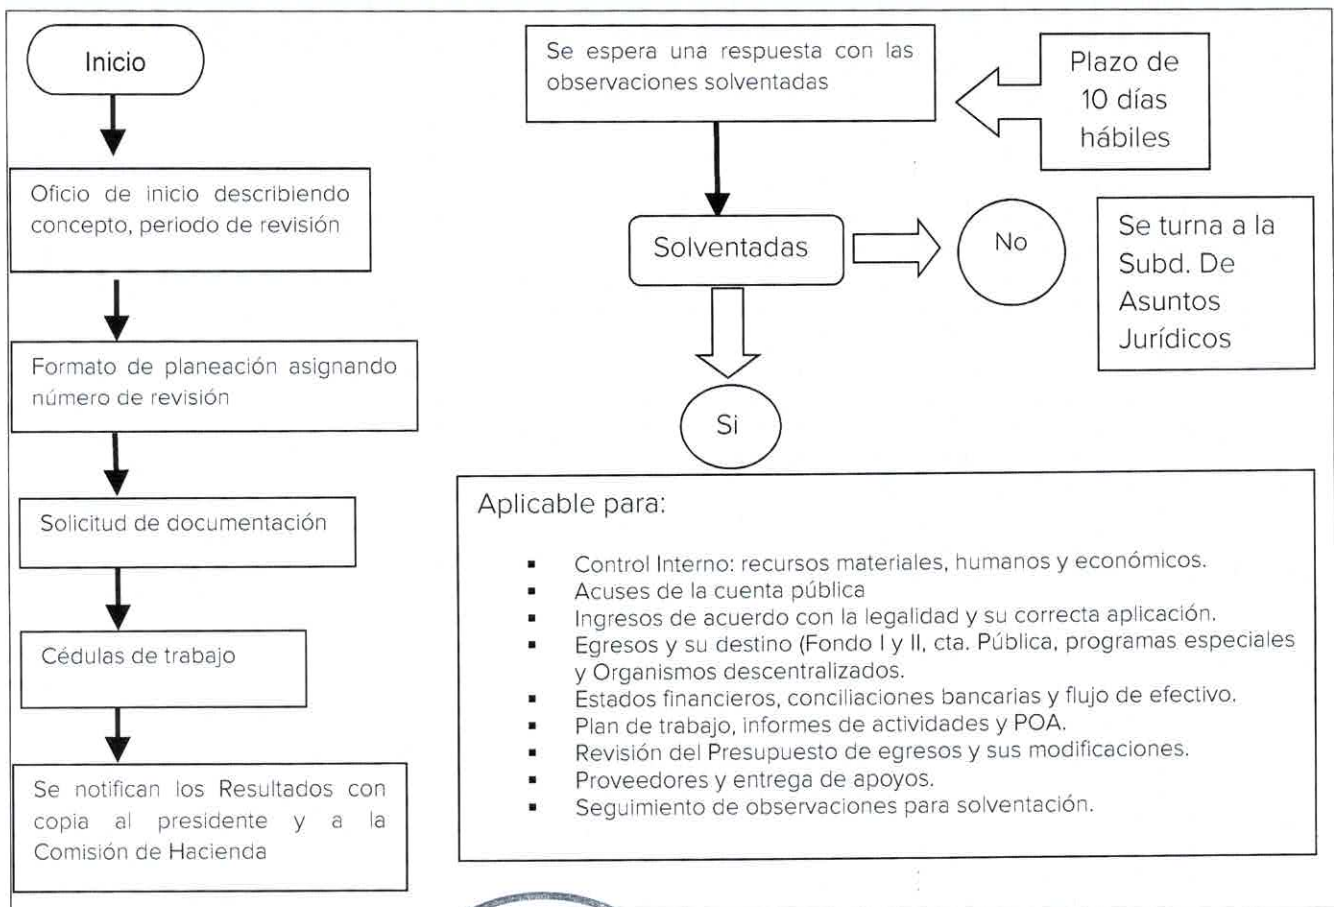 Inicio
Oficio de inicio describiendo
concepto, periodo de revisión
Formato de planeación asignando
número de revisión
Solicitud de documentación
Cédulas de trabajo
Se notifican los Resultados con
copia al presidente y a la
Comisión de Hacienda
Se espera una respuesta con las
observaciones solventadas
Plazo de
10 días
hábiles
Solventadas
No
Se turna a la
Subd. De
Asuntos
Jurídicos
Si
Aplicable para:
▪ Control Interno: recursos materiales, humanos y económicos.
▪ Acuses de la cuenta pública
▪ Ingresos de acuerdo con la legalidad y su correcta aplicación.
▪ Egresos y su destino (Fondo I y II, cta. Pública, programas especiales
y Organismos descentralizados.
▪ Estados financieros, conciliaciones bancarias y flujo de efectivo.
▪ Plan de trabajo, informes de actividades y POA.
▪ Revisión del Presupuesto de egresos y sus modificaciones.
▪ Proveedores y entrega de apoyos.
▪ Seguimiento de observaciones para solventación.